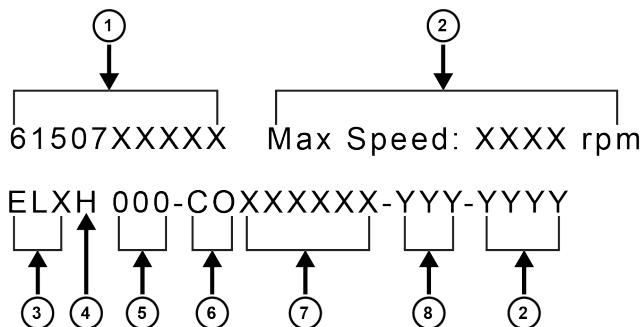 1 2
61507XXXXX Max Speed: XXXX rpm
ELXH 000-COXXXXXX-YYY-YYYY
3 4 5 6 7 8 2